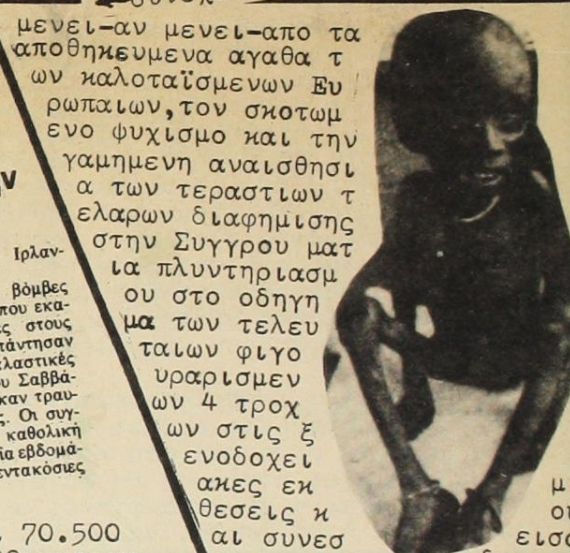 μενει-αν μενει-απο τα
αποθηκευμενα αγαθα τ
ων καλοταϊσμενων Ευ
ρωπαιων,τον σκοτωμ
ενο ψυχισμο και την
γαμημενη αναισθησι
α των τεραστιων τ
ελαρων διαφημισης
στην Συγγρου ματ
ια πλυντηριασμ
ου στο οδηγη
μα των τελευ
ταιων φιγο
υραρισμεν
ων 4 τροχ
ων στις ξ
ενοδοχει
ακες εκ
θεσεις κ
αι συνεσ
Ιρλαν-
βόμβες
που εκα-
ς στους
πάντησαν
λαστικές
υ Σαββά-
καν τραυ-
ς. Οι συγ-
καθολική
ία εβδομά-
εντακόσιες
70.500
μ
εισ